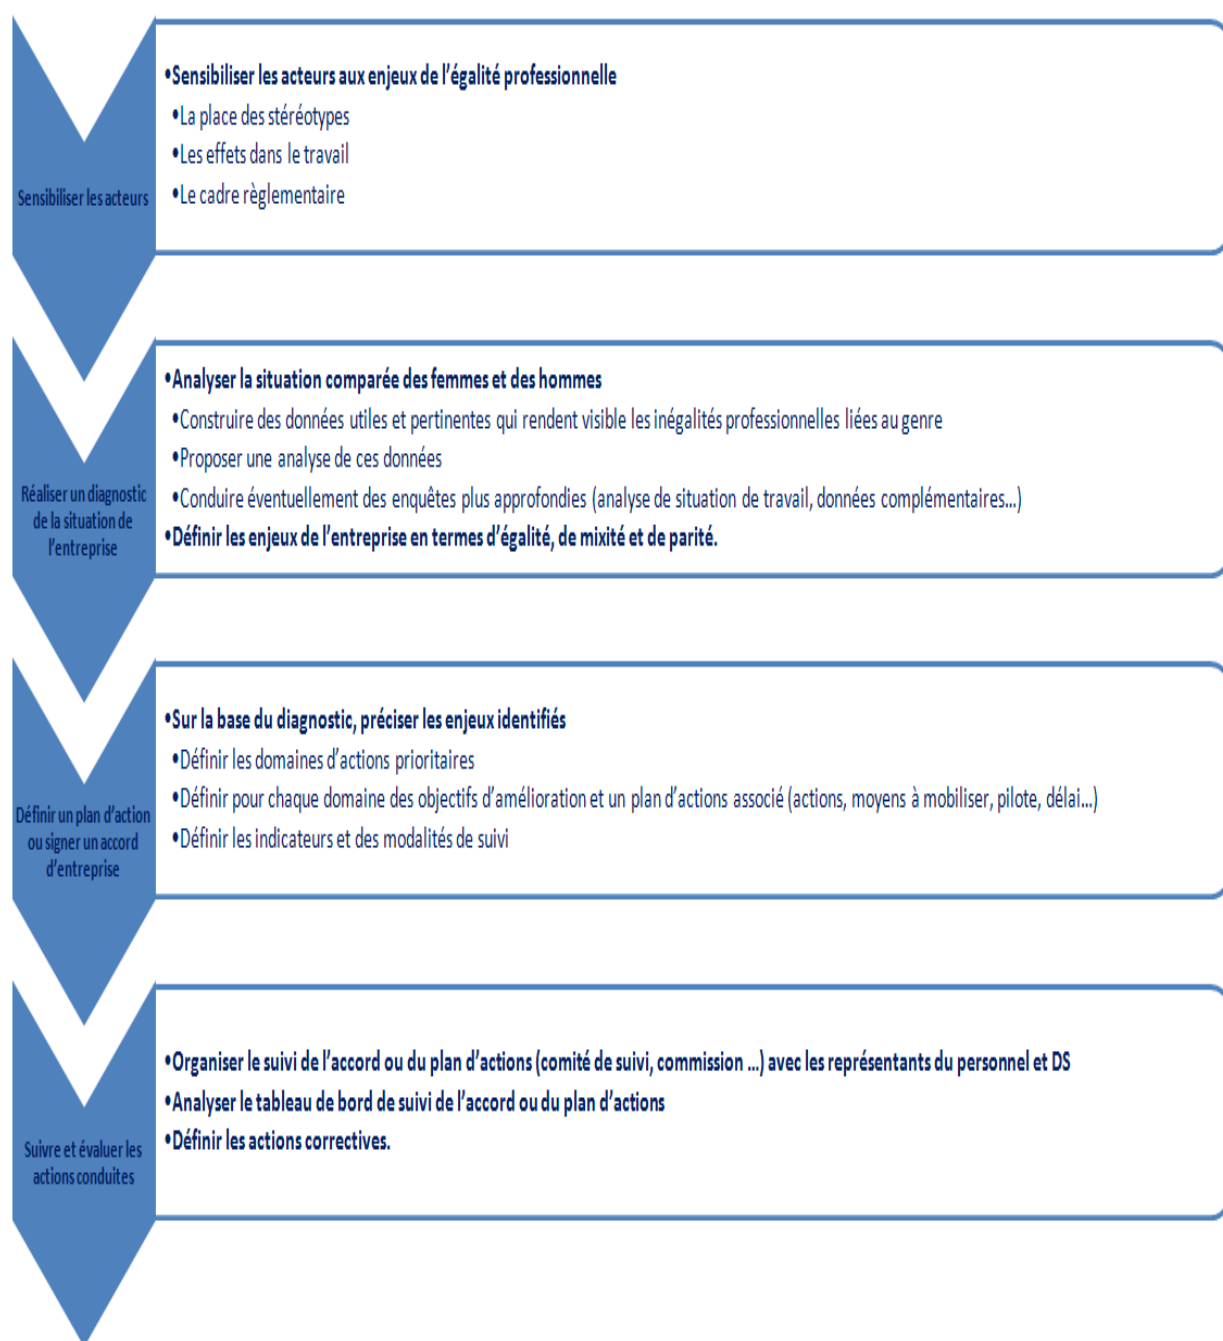 Sensibiliser les acteurs
•Sensibiliser les acteurs aux enjeux de l'égalité professionnelle
•La place des stéréotypes
•Les effets dans le travail
•Le cadre règlementaire
Réaliser un diagnostic
de la situation de
l'entreprise
•Analyser la situation comparée des femmes et des hommes
•Construire des données utiles et pertinentes qui rendent visible les inégalités professionnelles liées au genre
•Proposer une analyse de ces données
•Conduire éventuellement des enquêtes plus approfondies (analyse de situation de travail, données complémentaires...)
•Définir les enjeux de l'entreprise en termes d'égalité, de mixité et de parité.
Définir un plan d'action
ou signer un accord
d'entreprise
•Sur la base du diagnostic, préciser les enjeux identifiés
•Définir les domaines d'actions prioritaires
•Définir pour chaque domaine des objectifs d'amélioration et un plan d'actions associé (actions, moyens à mobiliser, pilote, délai...)
•Définir les indicateurs et des modalités de suivi
Suivre et évaluer les
actions conduites
•Organiser le suivi de l'accord ou du plan d'actions (comité de suivi, commission ...) avec les représentants du personnel et DS
•Analyser le tableau de bord de suivi de l'accord ou du plan d'actions
•Définir les actions correctives.